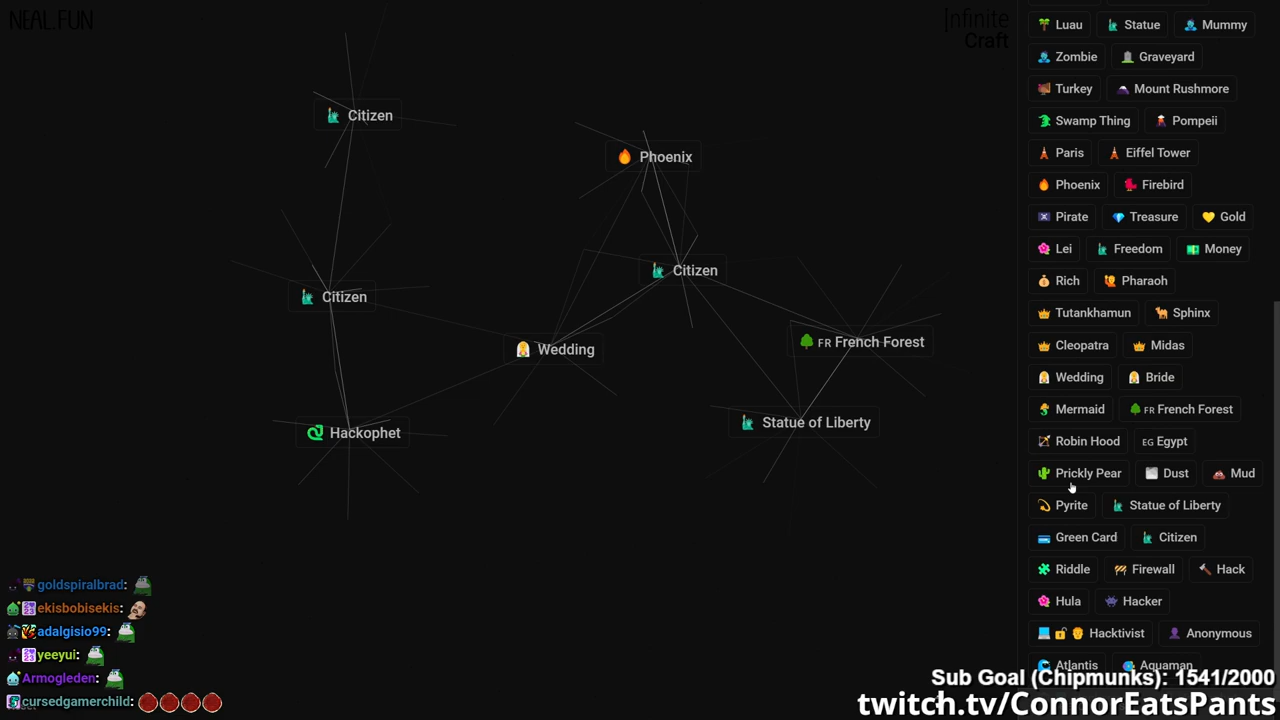 NEAL.FUN
Infinite
Craft
Citizen
Phoenix
Citizen
Citizen
Wedding
FR French Forest
Statue of Liberty
Hackophet
Luau Statue Mummy
Zombie Graveyard
Turkey Mount Rushmore
Swamp Thing Pompeii
Paris Eiffel Tower
Phoenix Firebird
Pirate Treasure Gold
Lei Freedom Money
Rich Pharaoh
Tutankhamun Sphinx
Cleopatra Midas
Wedding Bride
Mermaid FR French Forest
Robin Hood EG Egypt
Prickly Pear Dust Mud
Pyrite Statue of Liberty
Green Card Citizen
Riddle Firewall Hack
Hula Hacker
Hacktivist Anonymous
Atlantis Aquaman
goldspiralbrad:
ekisbobisekis:
adalgisio99:
yeeyui:
Armogleden:
cursedgamerchild:
Sub Goal (Chipmunks): 1541/2000
twitch.tv/ConnorEatsPants